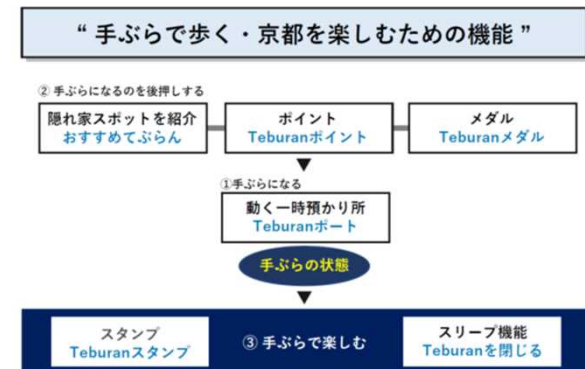 “ 手ぶらで歩く・京都を楽しむための機能 ”
② 手ぶらになるのを後押しする
隠れ家スポットを紹介
おすすめてぶらん
ポイント
Teburanポイント
メダル
Teburanメダル
①手ぶらになる
動く一時預かり所
Teburanポート
手ぶらの状態
スタンプ
Teburanスタンプ
③ 手ぶらで楽しむ
スリープ機能
Teburanを閉じる